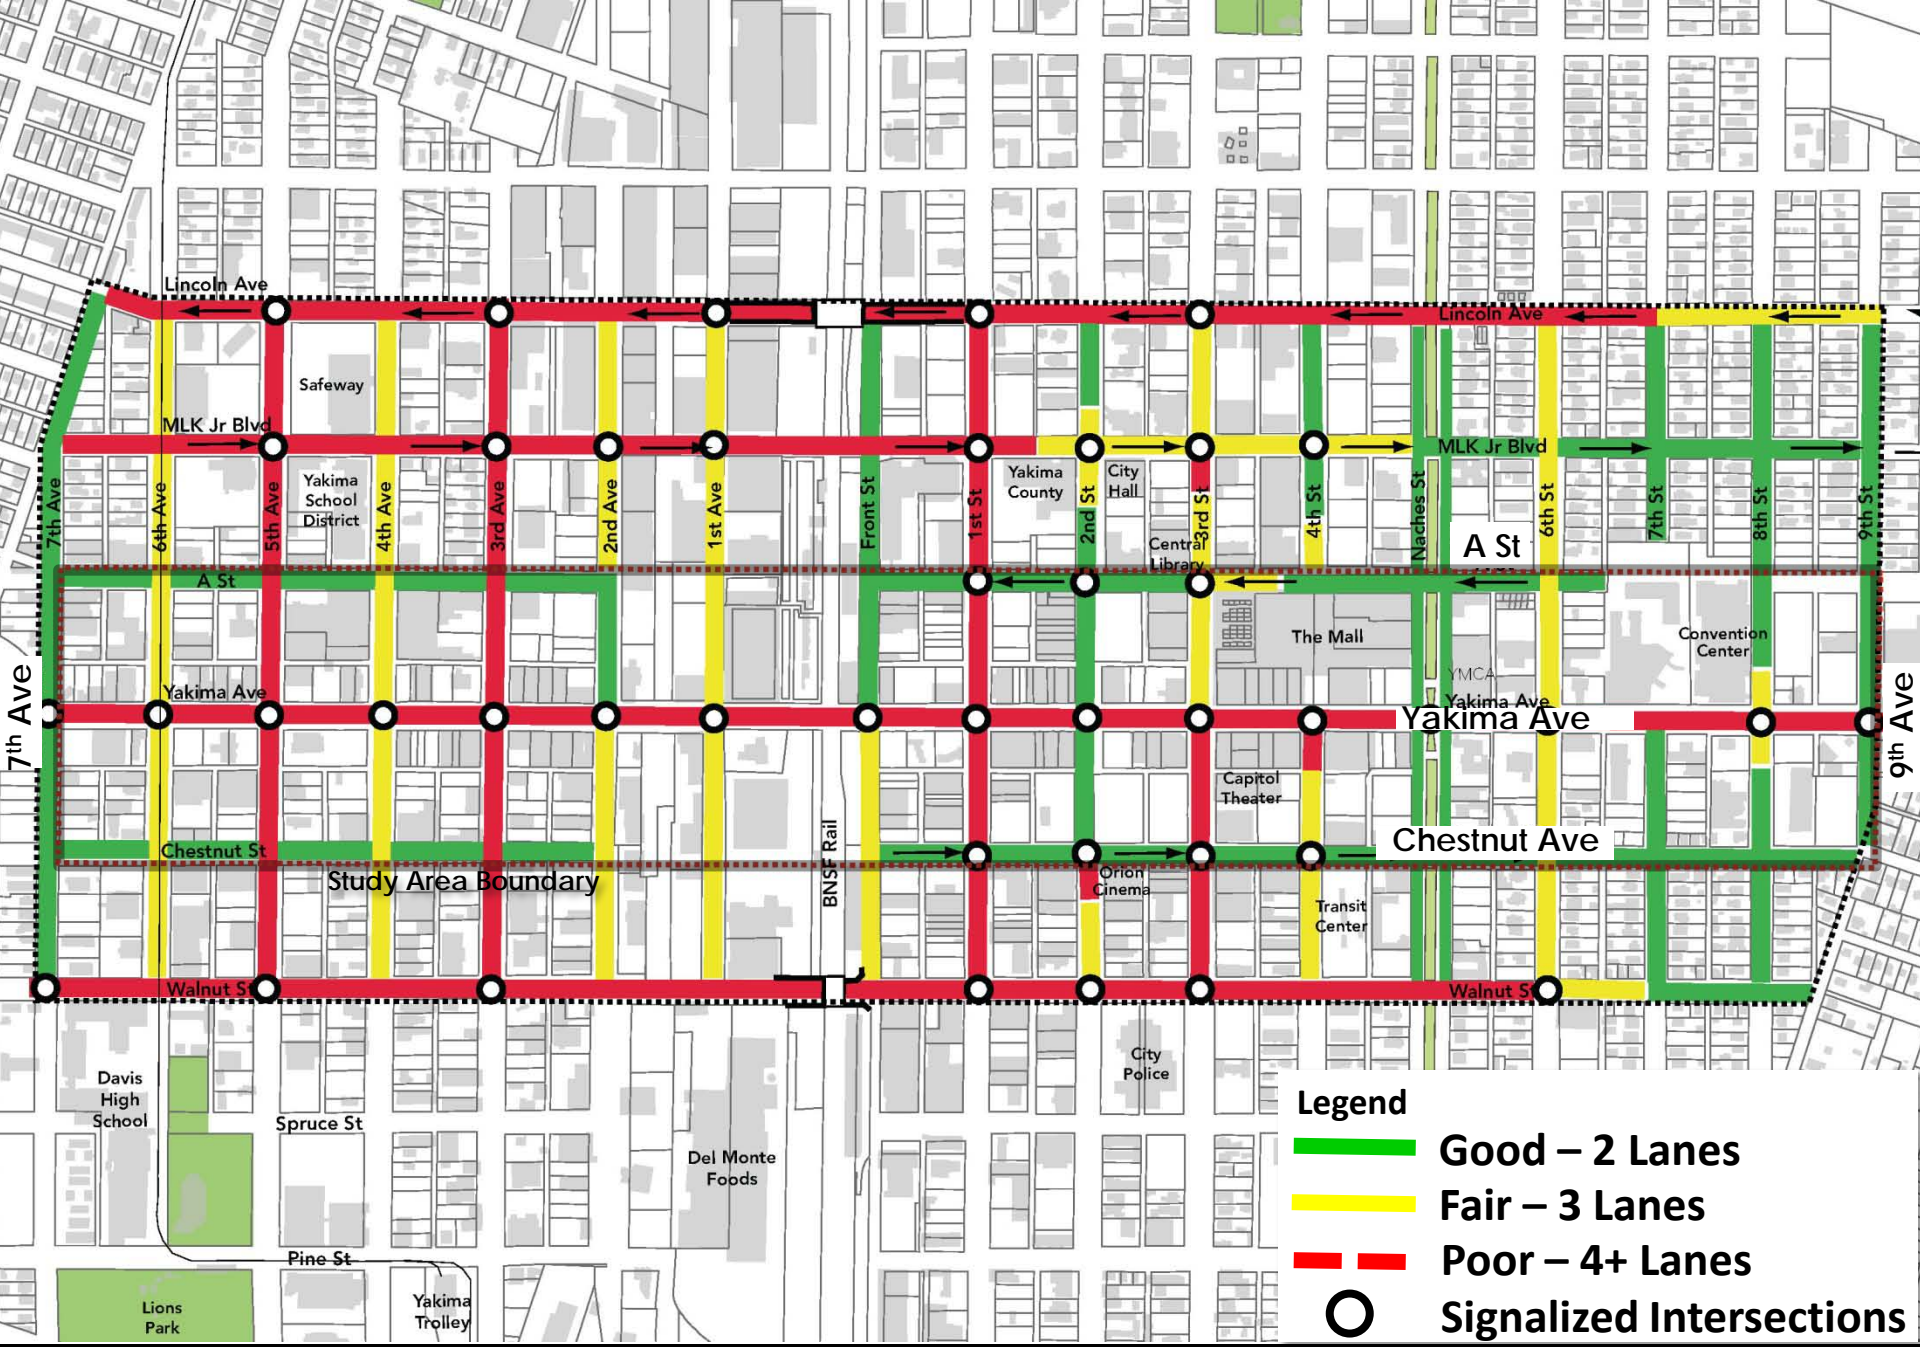 Lincoln Ave
Lincoln Ave
Safeway
MLK Jr Blvd
MLK Jr Blvd
7th Ave
6th Ave
5th Ave
Yakima
School
District
4th Ave
3rd Ave
2nd Ave
1st Ave
Front St
1st St
Yakima
County
2nd St
City
Hall
3rd St
4th St
Naches St
6th St
7th St
8th St
9th St
Central
Library
A St
A St
The Mall
Convention
Center
YMCA
7th Ave
Yakima Ave
Yakima Ave
Yakima Ave
9th Ave
Capitol
Theater
Chestnut St
Chestnut Ave
BNSF Rail
Study Area Boundary
Orion
Cinema
Transit
Center
Walnut St
Walnut St
Davis
High
School
City
Police
Spruce St
Del Monte
Foods
Pine St
Lions
Park
Yakima
Trolley
Legend
Good – 2 Lanes
Fair – 3 Lanes
Poor – 4+ Lanes
Signalized Intersections